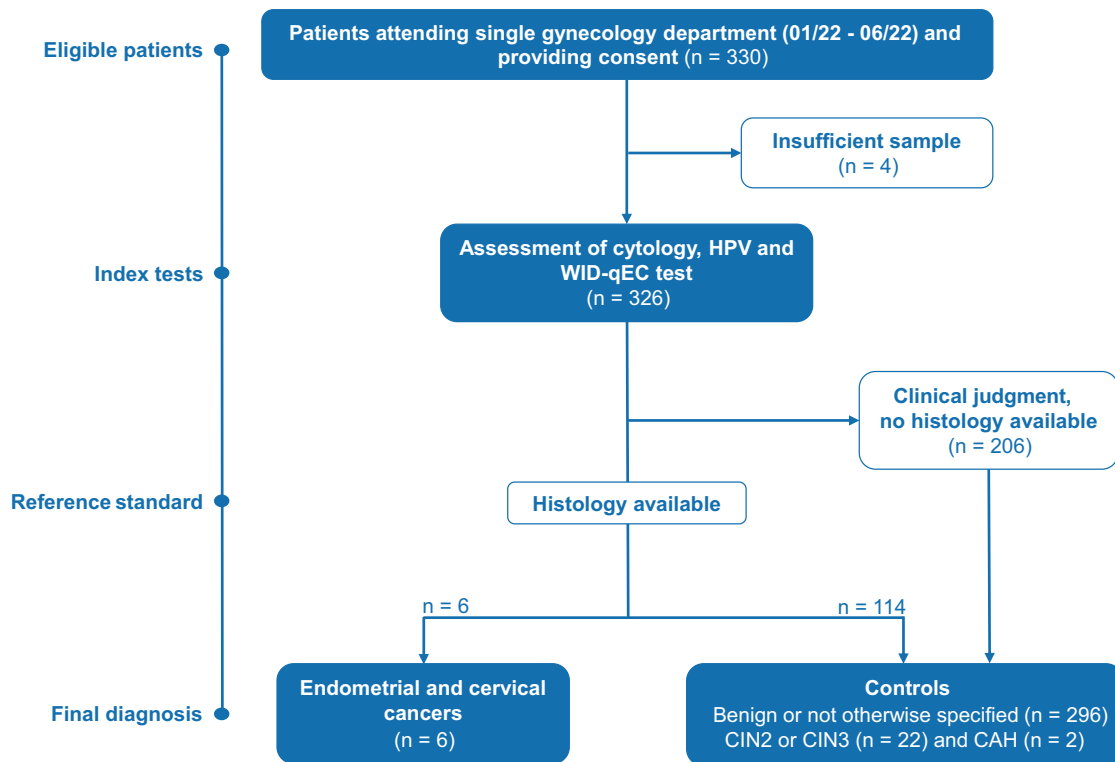 Eligible patients
Patients attending single gynecology department (01/22 - 06/22) and
providing consent (n = 330)
Insufficient sample
(n = 4)
Index tests
Assessment of cytology, HPV and
WID-qEC test
(n = 326)
Clinical judgment,
no histology available
(n = 206)
Reference standard
Histology available
n = 6
n = 114
Final diagnosis
Endometrial and cervical
cancers
(n = 6)
Controls
Benign or not otherwise specified (n = 296)
CIN2 or CIN3 (n = 22) and CAH (n = 2)